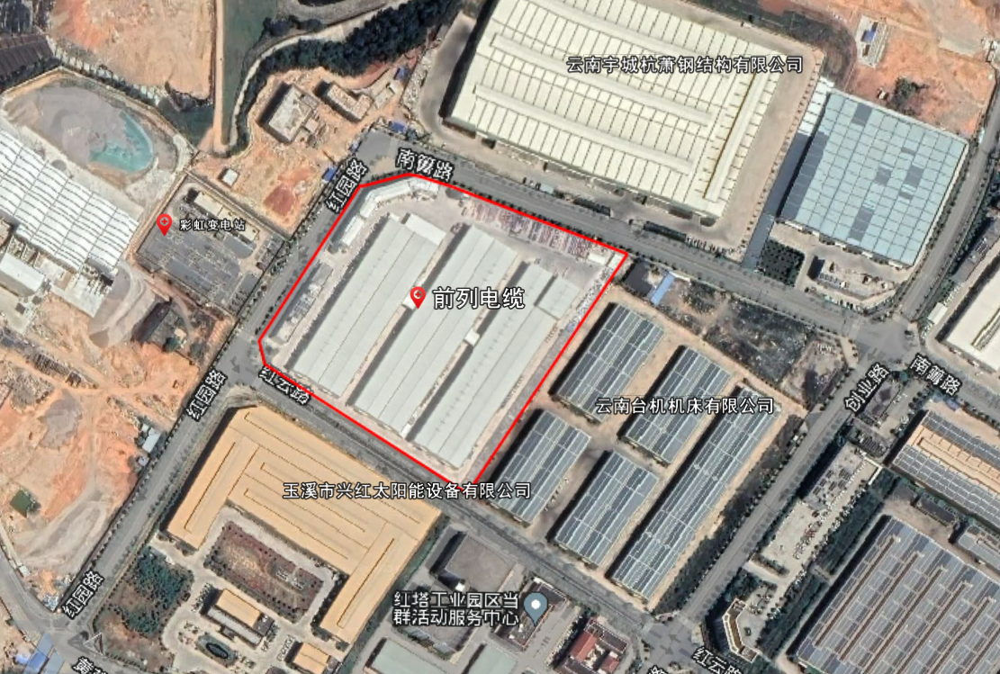 云南宇城杭萧钢结构有限公司
南箐路
红园路
彩虹变电站
前列电缆
红云路
红园路
云南台机机床有限公司
创业路
南箐路
玉溪市兴红太阳能设备有限公司
红塔工业园区当
群活动服务中心
红园路
红云路